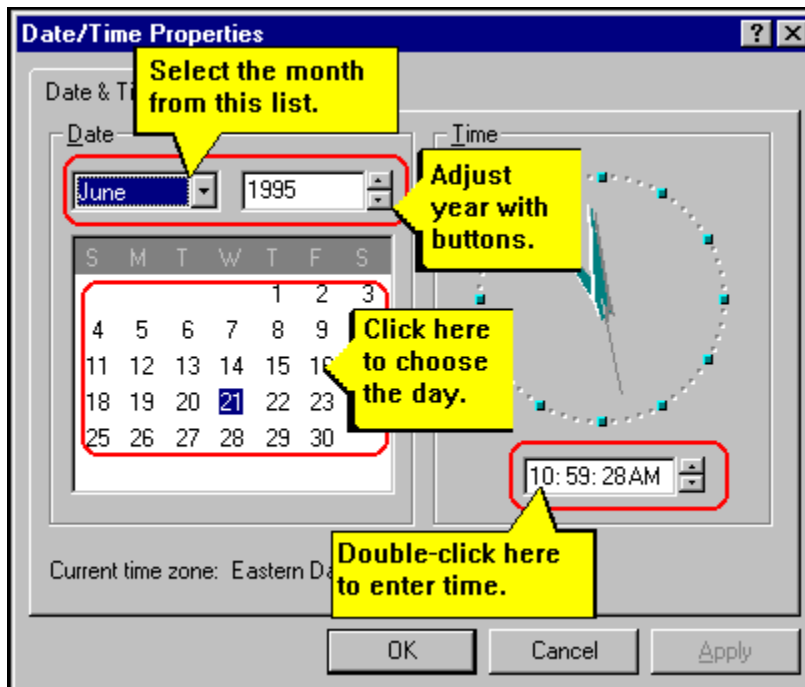 Date/Time Properties
Select the month
from this list.
Date & Ti
Date
Time
June
1995
Adjust
year with
buttons.
S M T W T F S
1 2 3
4 5 6 7 8 9
11 12 13 14 15 16
18 19 20 21 22 23
25 26 27 28 29 30
Click here
to choose
the day.
10:59:28AM
Double-click here
to enter time.
Current time zone: Eastern Da
OK
Cancel
Apply